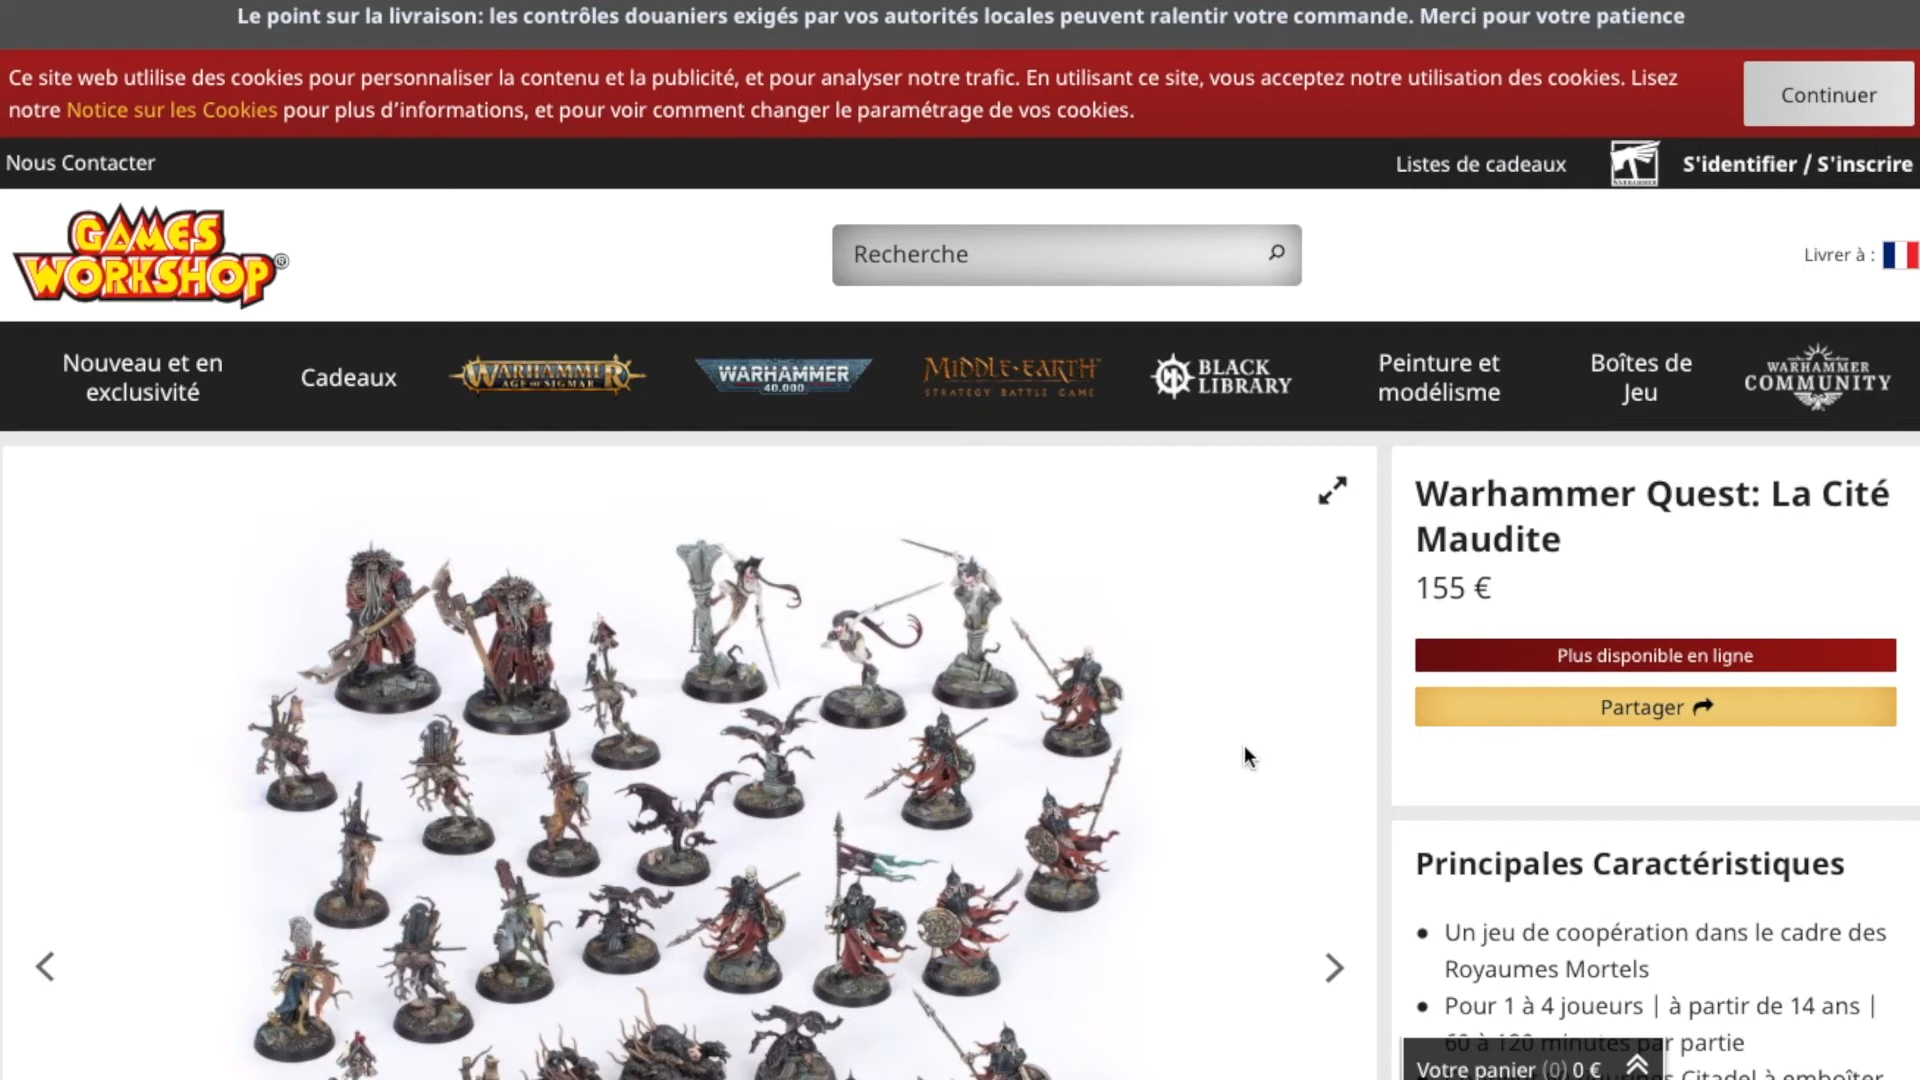 Le point sur la livraison: les contrôles douaniers exigés par vos autorités locales peuvent ralentir votre commande. Merci pour votre patience
Ce site web utlilise des cookies pour personnaliser la contenu et la publicité, et pour analyser notre trafic. En utilisant ce site, vous acceptez notre utilisation des cookies. Lisez
notre Notice sur les Cookies pour plus d'informations, et pour voir comment changer le paramétrage de vos cookies.
Continuer
Nous Contacter
Listes de cadeaux
S'identifier / S'inscrire
GAMES
WORKSHOP®
Recherche
Livrer à :
Nouveau et en
exclusivité
Cadeaux
WARHAMMER
AGE OF SIGMAR
WARHAMMER
40,000
MIDDLE-EARTH
STRATEGY BATTLE GAME
BLACK
LIBRARY
Peinture et
modélisme
Boîtes de
Jeu
WARHAMMER
COMMUNITY
Warhammer Quest: La Cité
Maudite
155 €
Plus disponible en ligne
Partager
Principales Caractéristiques
• Un jeu de coopération dans le cadre des
Royaumes Mortels
• Pour 1 à 4 joueurs | à partir de 14 ans |
60 à 120 minutes par partie
Citadel à emboîter
Votre panier (0) 0 €